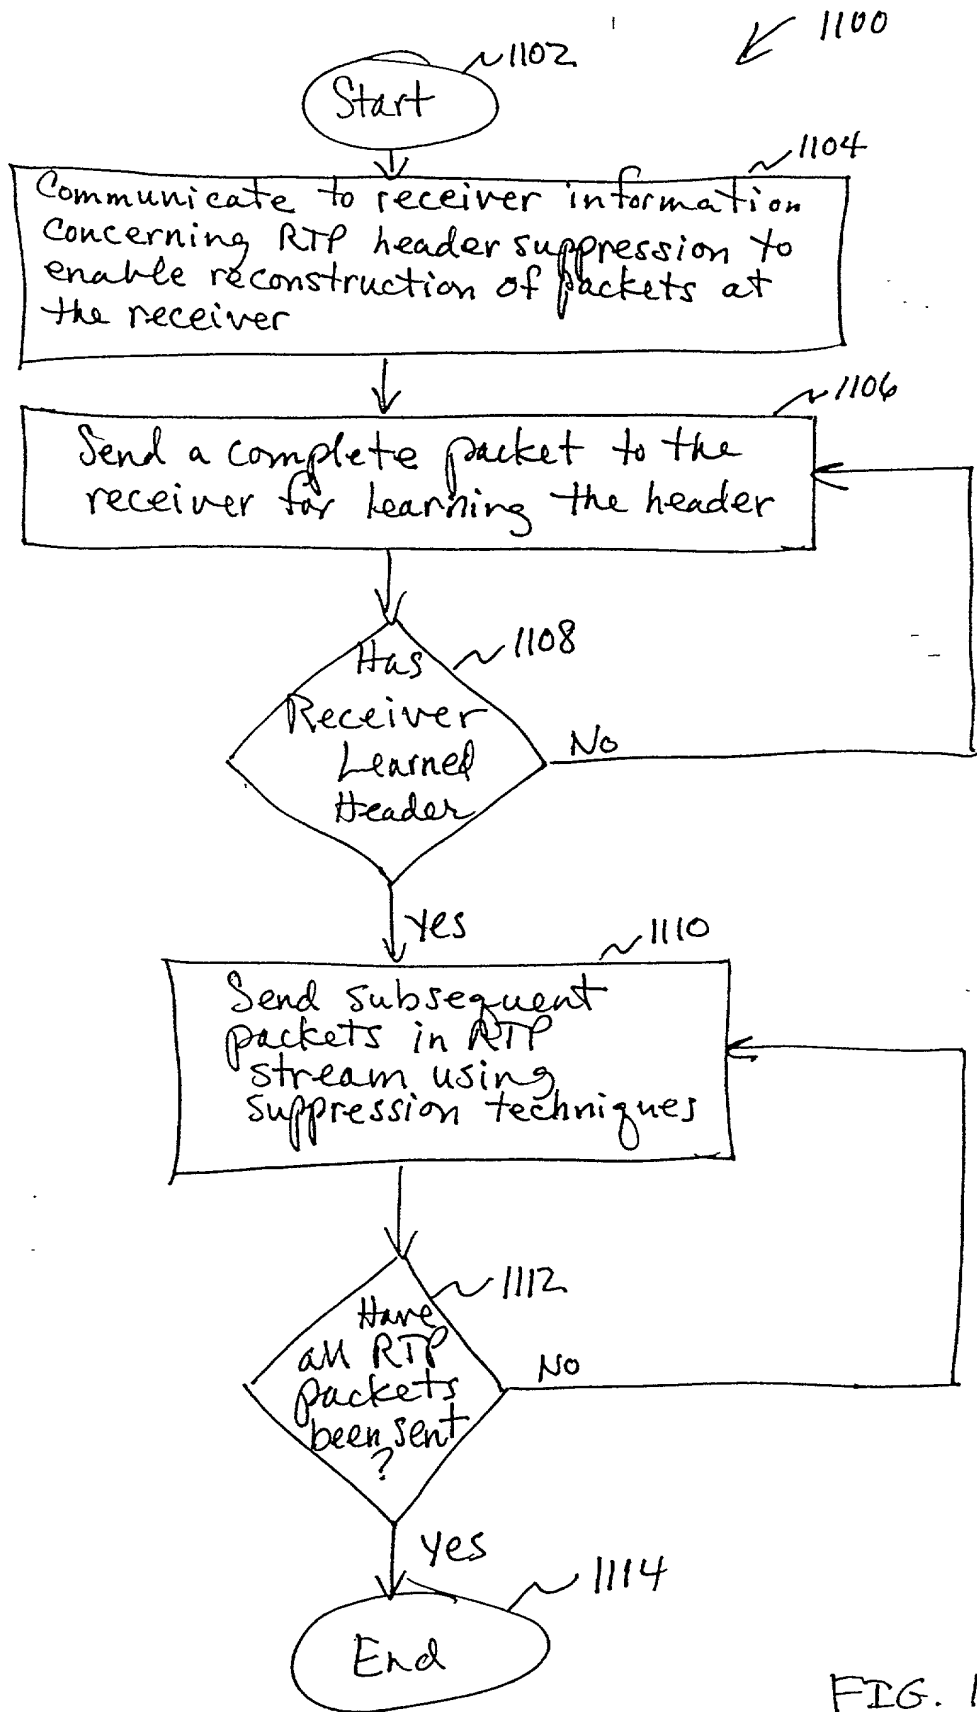 1100
1102
Start
1104
Communicate to receiver information
concerning RTP header suppression to
enable reconstruction of packets at
the receiver
1106
Send a complete packet to the
receiver for learning the header
1108
Has
Receiver
Learned
Header
No
Yes
1110
Send subsequent
packets in RTP
stream using
suppression techniques
1112
Have
all RTP
packets
been sent
?
No
Yes
1114
End
FIG. 1